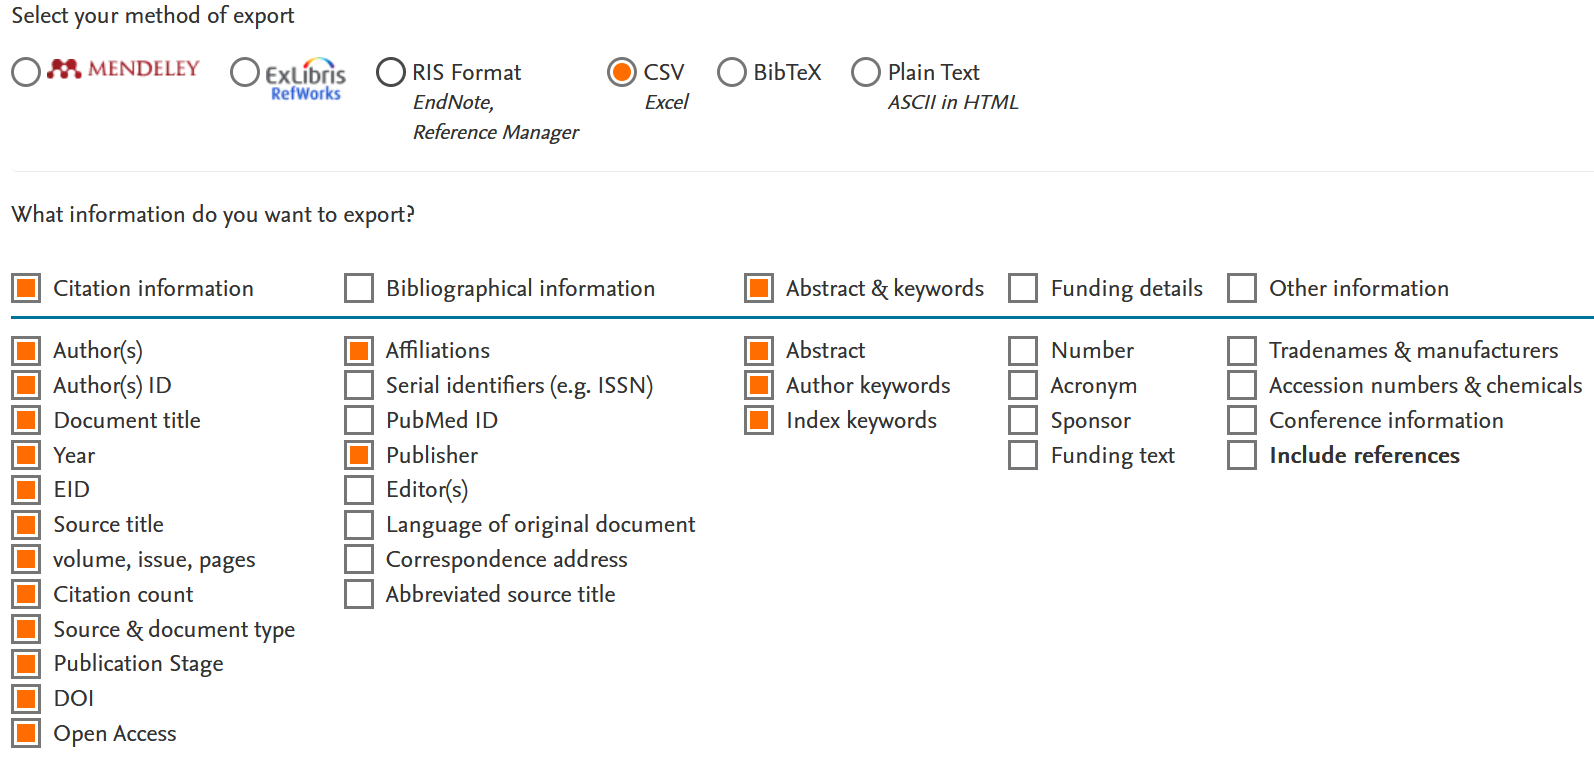 Select your method of export
MENDELEY
ExLibris
RefWorks
RIS Format
EndNote,
Reference Manager
CSV
Excel
BibTeX
Plain Text
ASCII in HTML
What information do you want to export?
Citation information
Author(s)
Author(s) ID
Document title
Year
EID
Source title
volume, issue, pages
Citation count
Source & document type
Publication Stage
DOI
Open Access
Bibliographical information
Affiliations
Serial identifiers (e.g. ISSN)
PubMed ID
Publisher
Editor(s)
Language of original document
Correspondence address
Abbreviated source title
Abstract & keywords
Abstract
Author keywords
Index keywords
Funding details
Number
Acronym
Sponsor
Funding text
Other information
Tradenames & manufacturers
Accession numbers & chemicals
Conference information
Include references